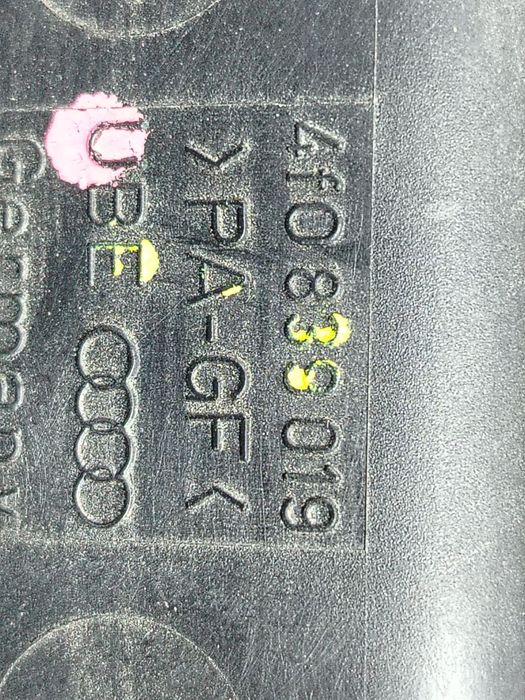 4f0 839 019
>PA-GF<
UBE
Germany